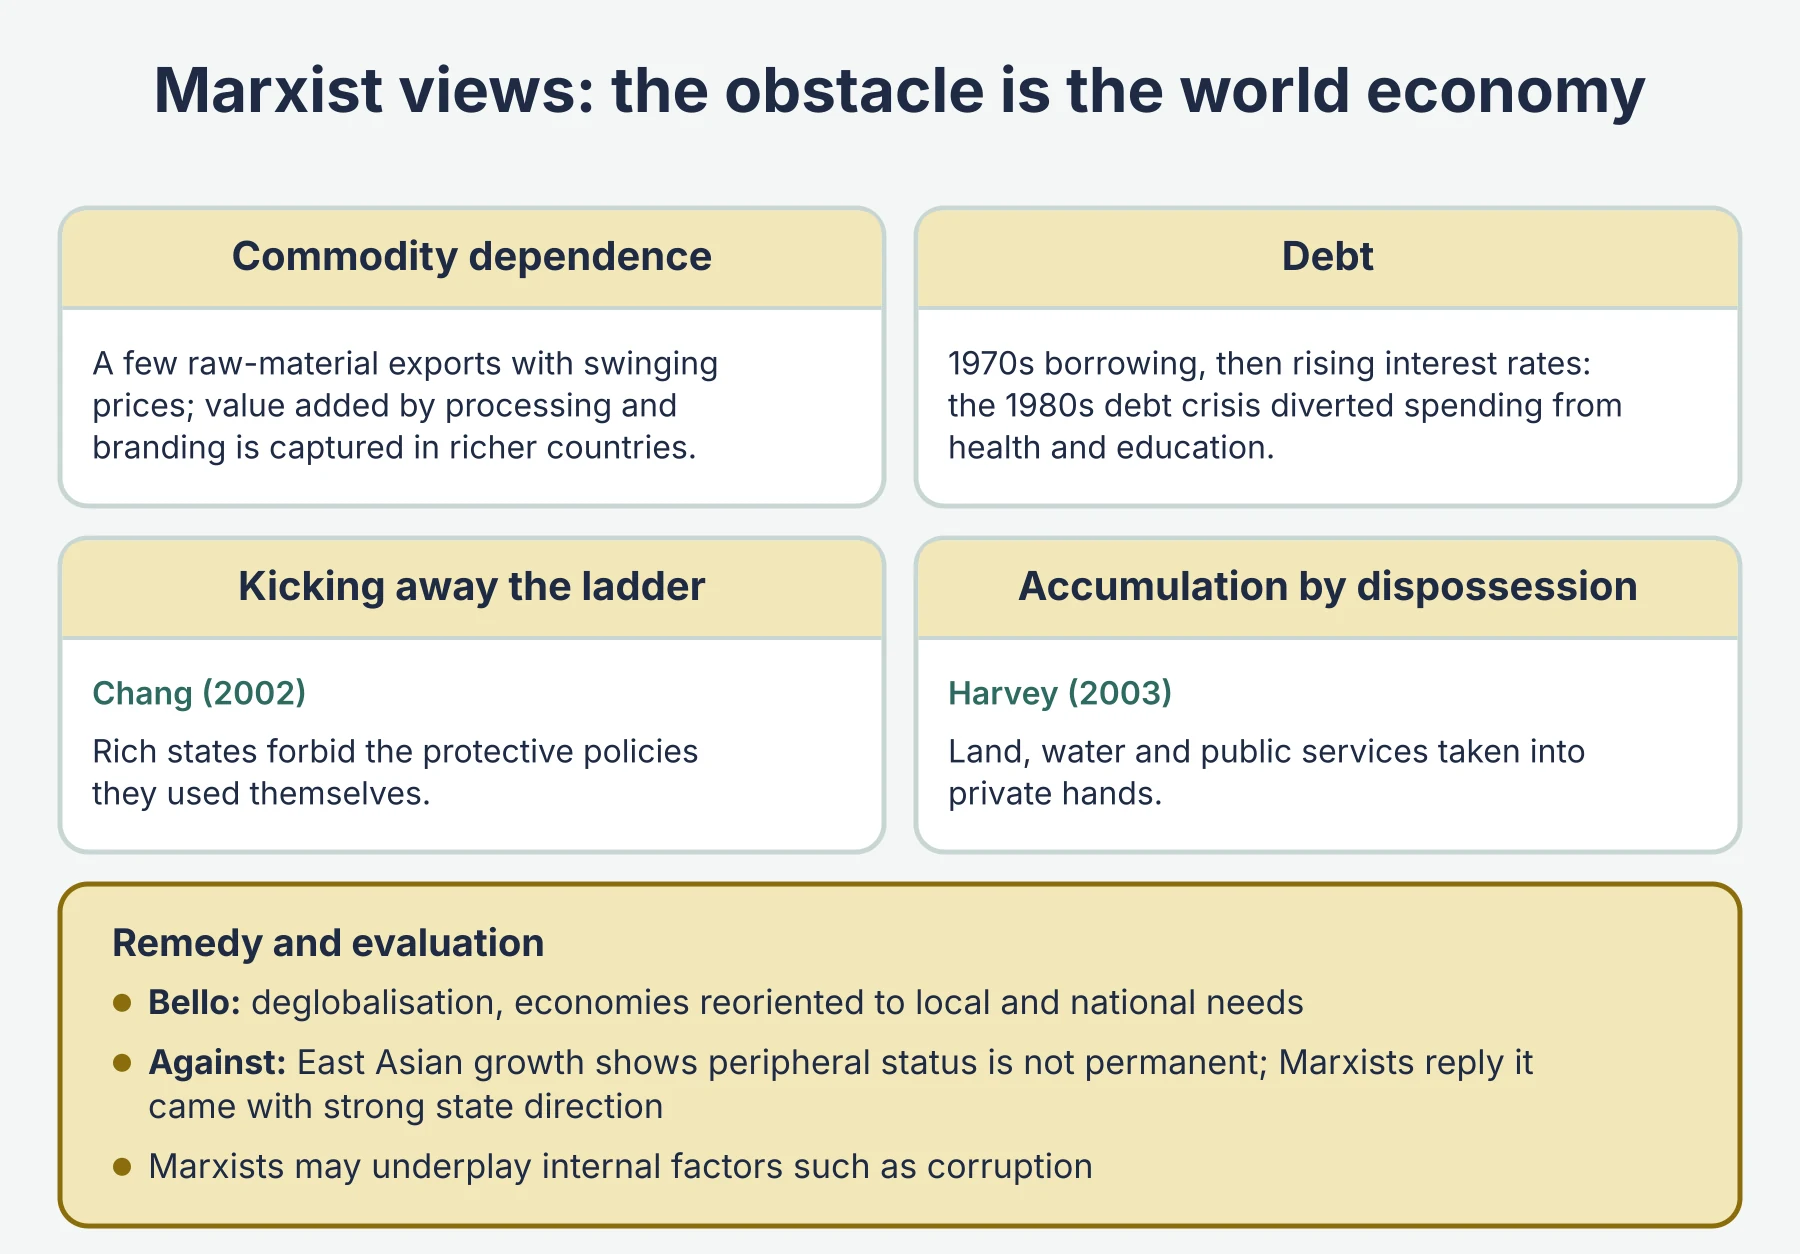 Marxist views: the obstacle is the world economy
Commodity dependence
A few raw-material exports with swinging
prices; value added by processing and
branding is captured in richer countries.
Debt
1970s borrowing, then rising interest rates:
the 1980s debt crisis diverted spending from
health and education.
Kicking away the ladder
Chang (2002)
Rich states forbid the protective policies
they used themselves.
Accumulation by dispossession
Harvey (2003)
Land, water and public services taken into
private hands.
Remedy and evaluation
Bello: deglobalisation, economies reoriented to local and national needs
Against: East Asian growth shows peripheral status is not permanent; Marxists reply it
came with strong state direction
Marxists may underplay internal factors such as corruption